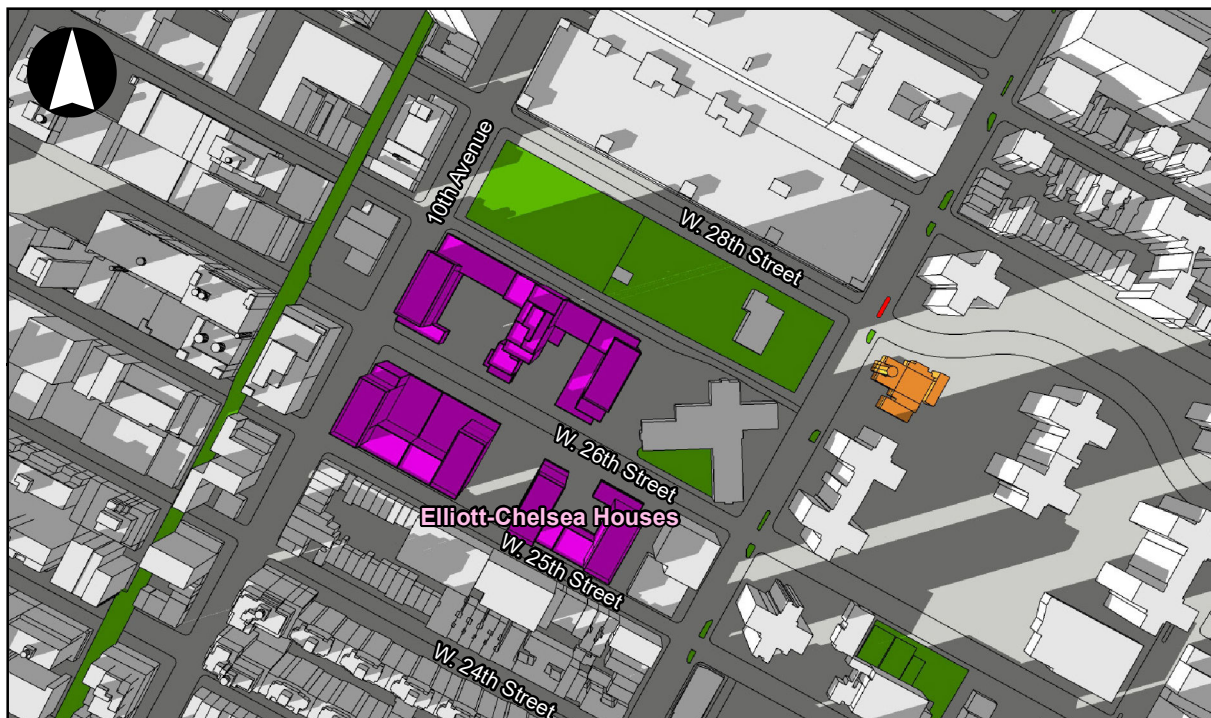 10th Avenue
W. 28th Street
W. 26th Street
Elliott-Chelsea Houses
W. 25th Street
W. 24th Street